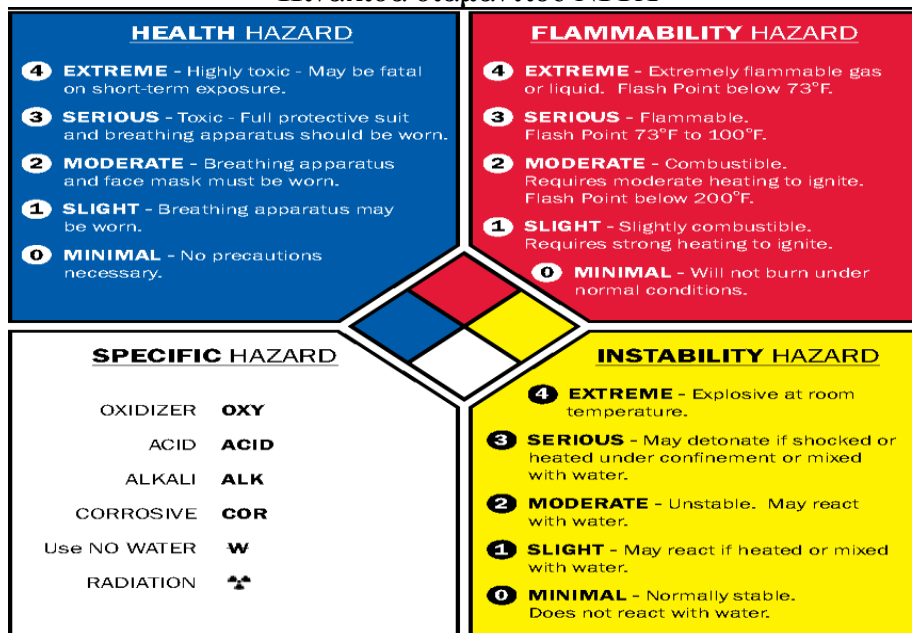 HEALTH HAZARD
4 EXTREME - Highly toxic - May be fatal
on short-term exposure.
3 SERIOUS - Toxic - Full protective suit
and breathing apparatus should be worn.
2 MODERATE - Breathing apparatus
and face mask must be worn.
1 SLIGHT - Breathing apparatus may
be worn.
0 MINIMAL - No precautions
necessary.
FLAMMABILITY HAZARD
4 EXTREME - Extremely flammable gas
or liquid. Flash Point below 73°F.
3 SERIOUS - Flammable.
Flash Point 73°F to 100°F.
2 MODERATE - Combustible.
Requires moderate heating to ignite.
Flash Point below 200°F.
1 SLIGHT - Slightly combustible.
Requires strong heating to ignite.
0 MINIMAL - Will not burn under
normal conditions.
SPECIFIC HAZARD
OXIDIZER OXY
ACID ACID
ALKALI ALK
CORROSIVE COR
Use NO WATER W
RADIATION
INSTABILITY HAZARD
4 EXTREME - Explosive at room
temperature.
3 SERIOUS - May detonate if shocked or
heated under confinement or mixed
with water.
2 MODERATE - Unstable. May react
with water.
1 SLIGHT - May react if heated or mixed
with water.
0 MINIMAL - Normally stable.
Does not react with water.